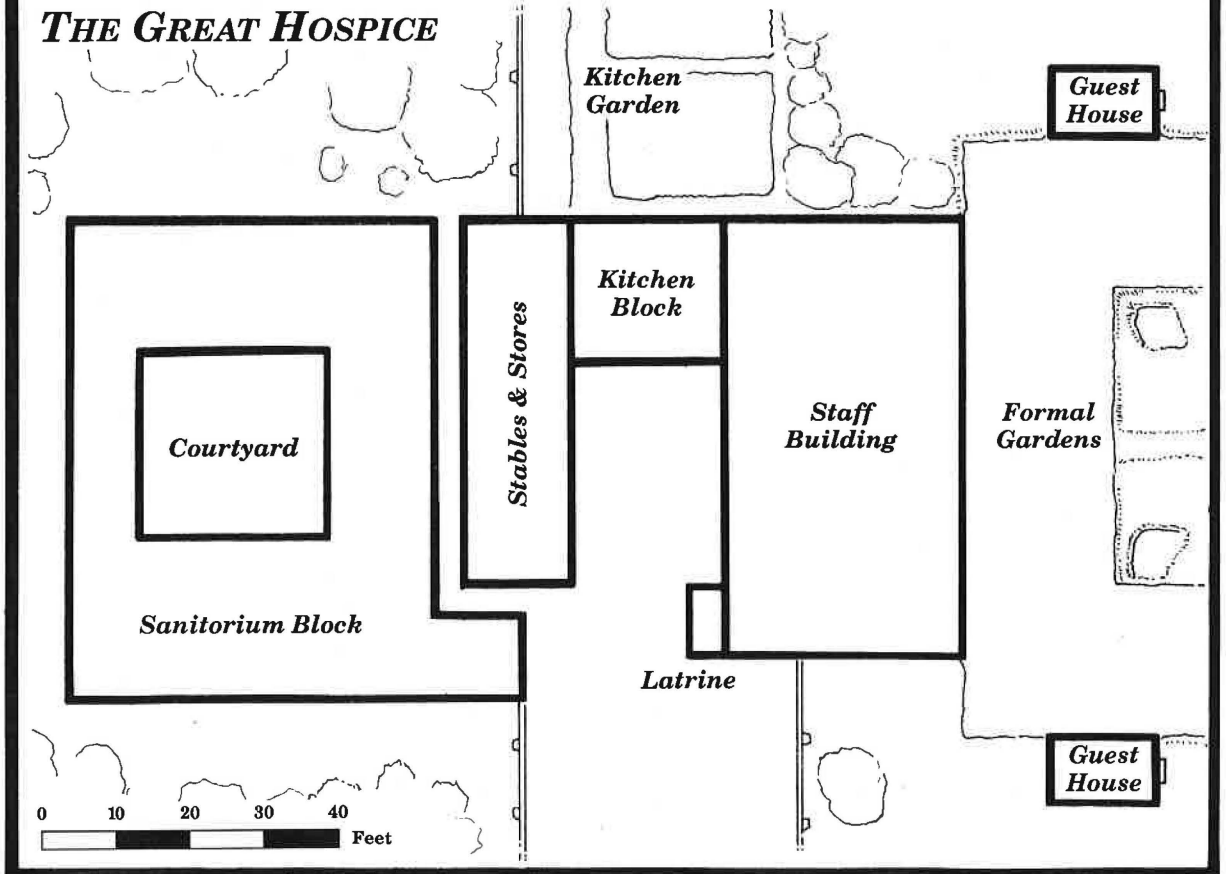 THE GREAT HOSPICE
Kitchen
Garden
Guest
House
Kitchen
Block
Stables & Stores
Courtyard
Staff
Building
Formal
Gardens
Sanitorium Block
Latrine
Guest
House
0 10 20 30 40
Feet